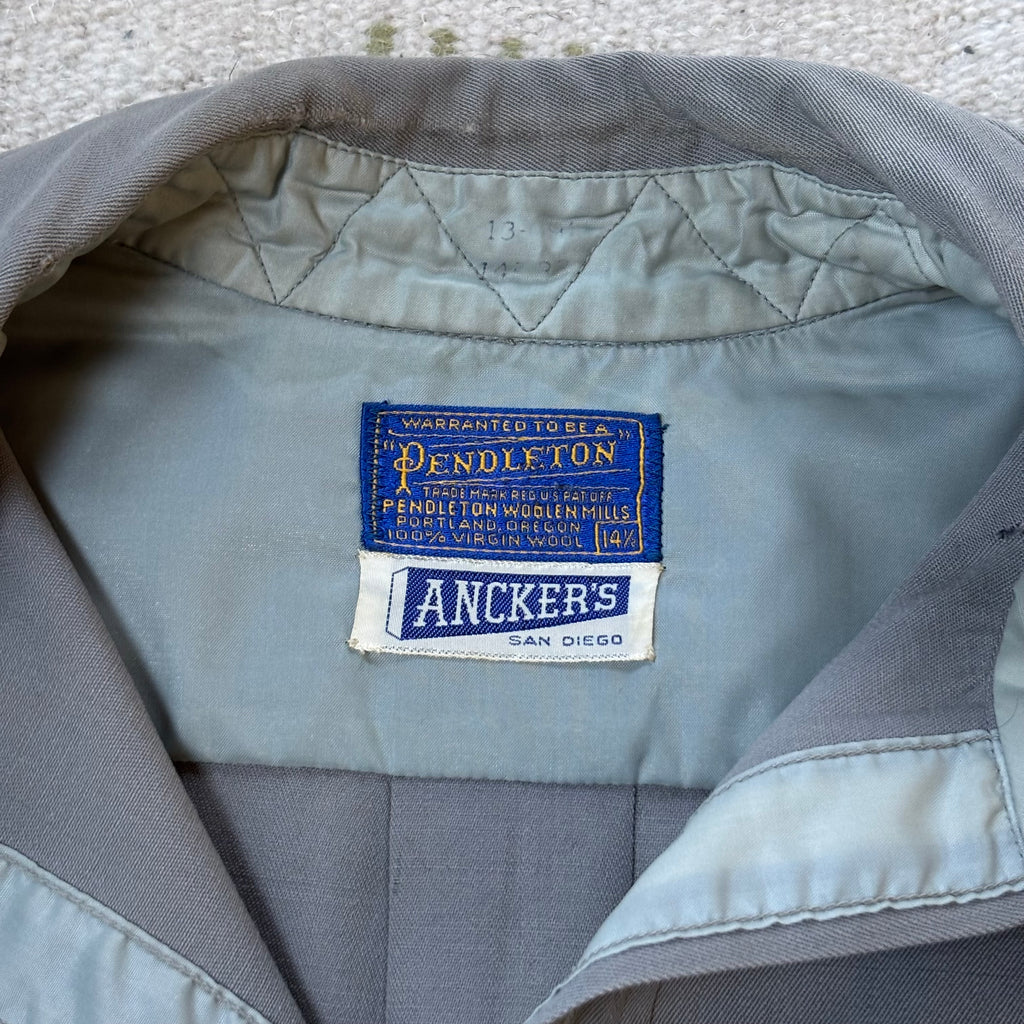 13-
WARRANTED TO BE A
"PENDLETON"
TRADE MARK REG U S PAT OFF
PENDLETON WOOLEN MILLS
PORTLAND, OREGON
100% VIRGIN WOOL 14½
ANCKER'S
SAN DIEGO